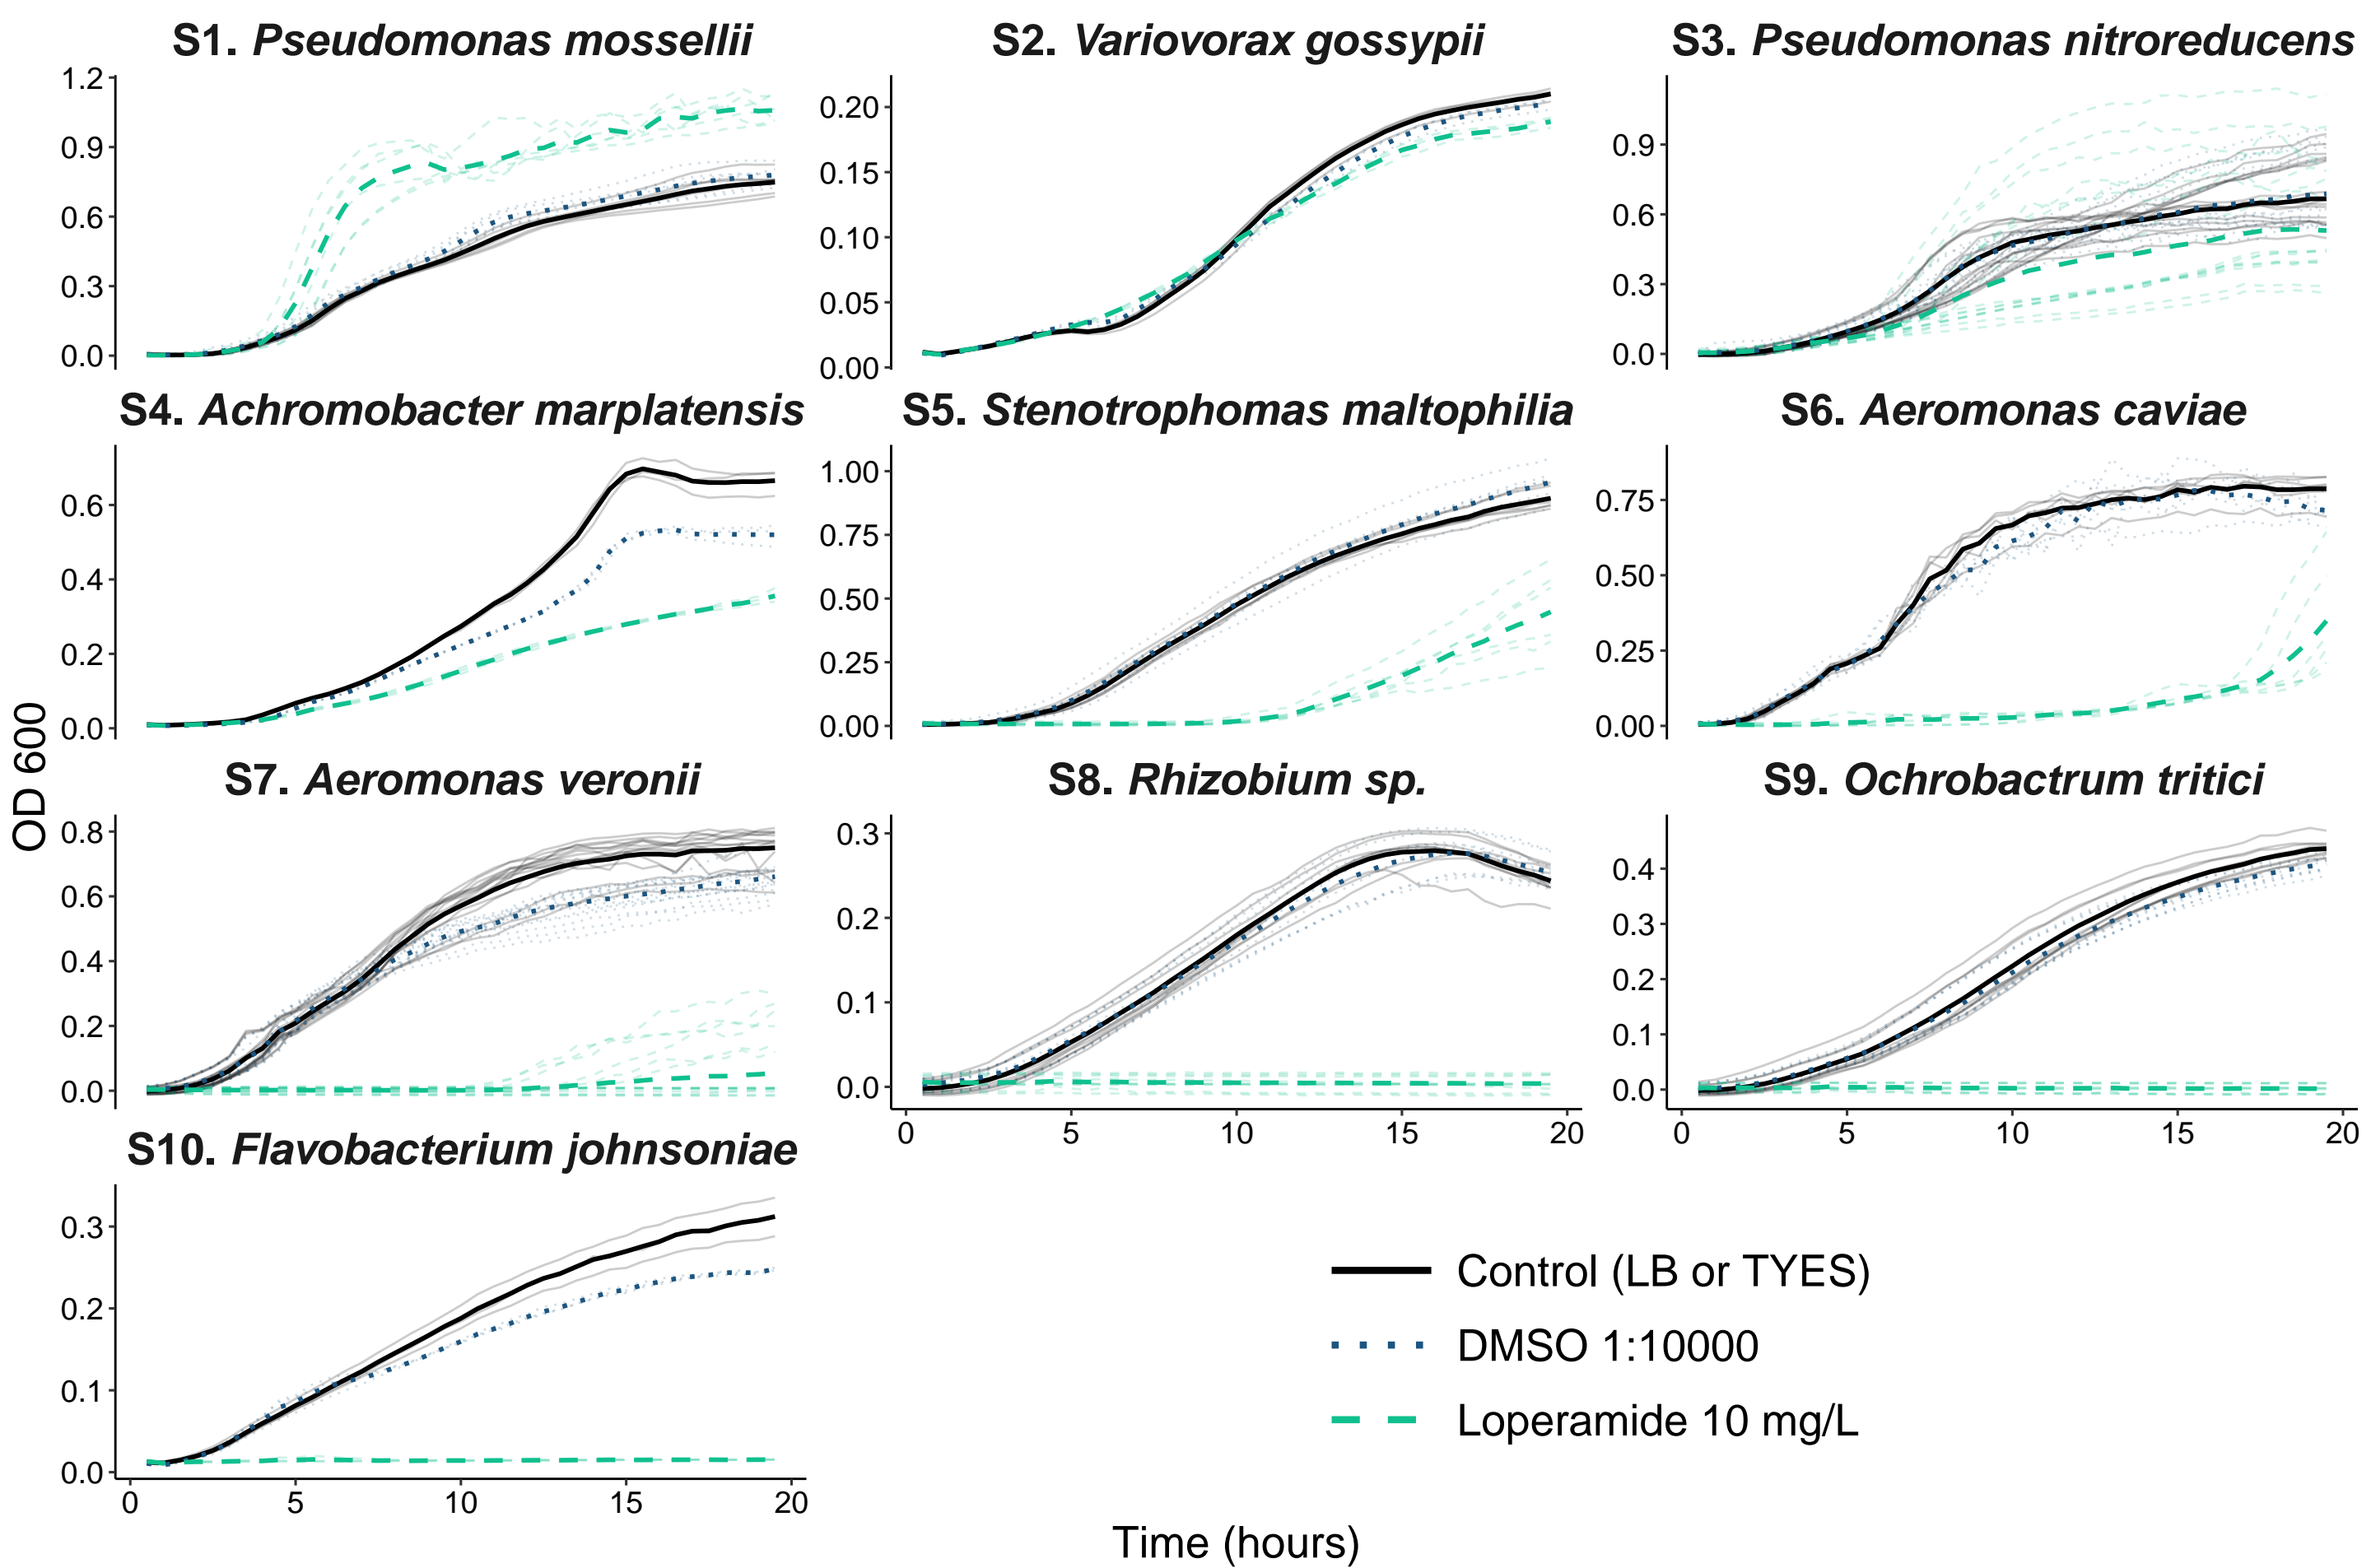 S1. Pseudomonas mossellii
S2. Variovorax gossypii
S3. Pseudomonas nitroreducens
1.2
0.9
0.6
0.3
0.0
0.20
0.15
0.10
0.05
0.00
0.9
0.6
0.3
0.0
S4. Achromobacter marplatensis
S5. Stenotrophomas maltophilia
S6. Aeromonas caviae
0.6
0.4
0.2
0.0
1.00
0.75
0.50
0.25
0.00
0.75
0.50
0.25
0.00
OD 600
S7. Aeromonas veronii
S8. Rhizobium sp.
S9. Ochrobactrum tritici
0.8
0.6
0.4
0.2
0.0
0.3
0.2
0.1
0.0
0 5 10 15 20
0.4
0.3
0.2
0.1
0.0
0 5 10 15 20
S10. Flavobacterium johnsoniae
0.3
0.2
0.1
0.0
0 5 10 15 20
Control (LB or TYES)
DMSO 1:10000
Loperamide 10 mg/L
Time (hours)